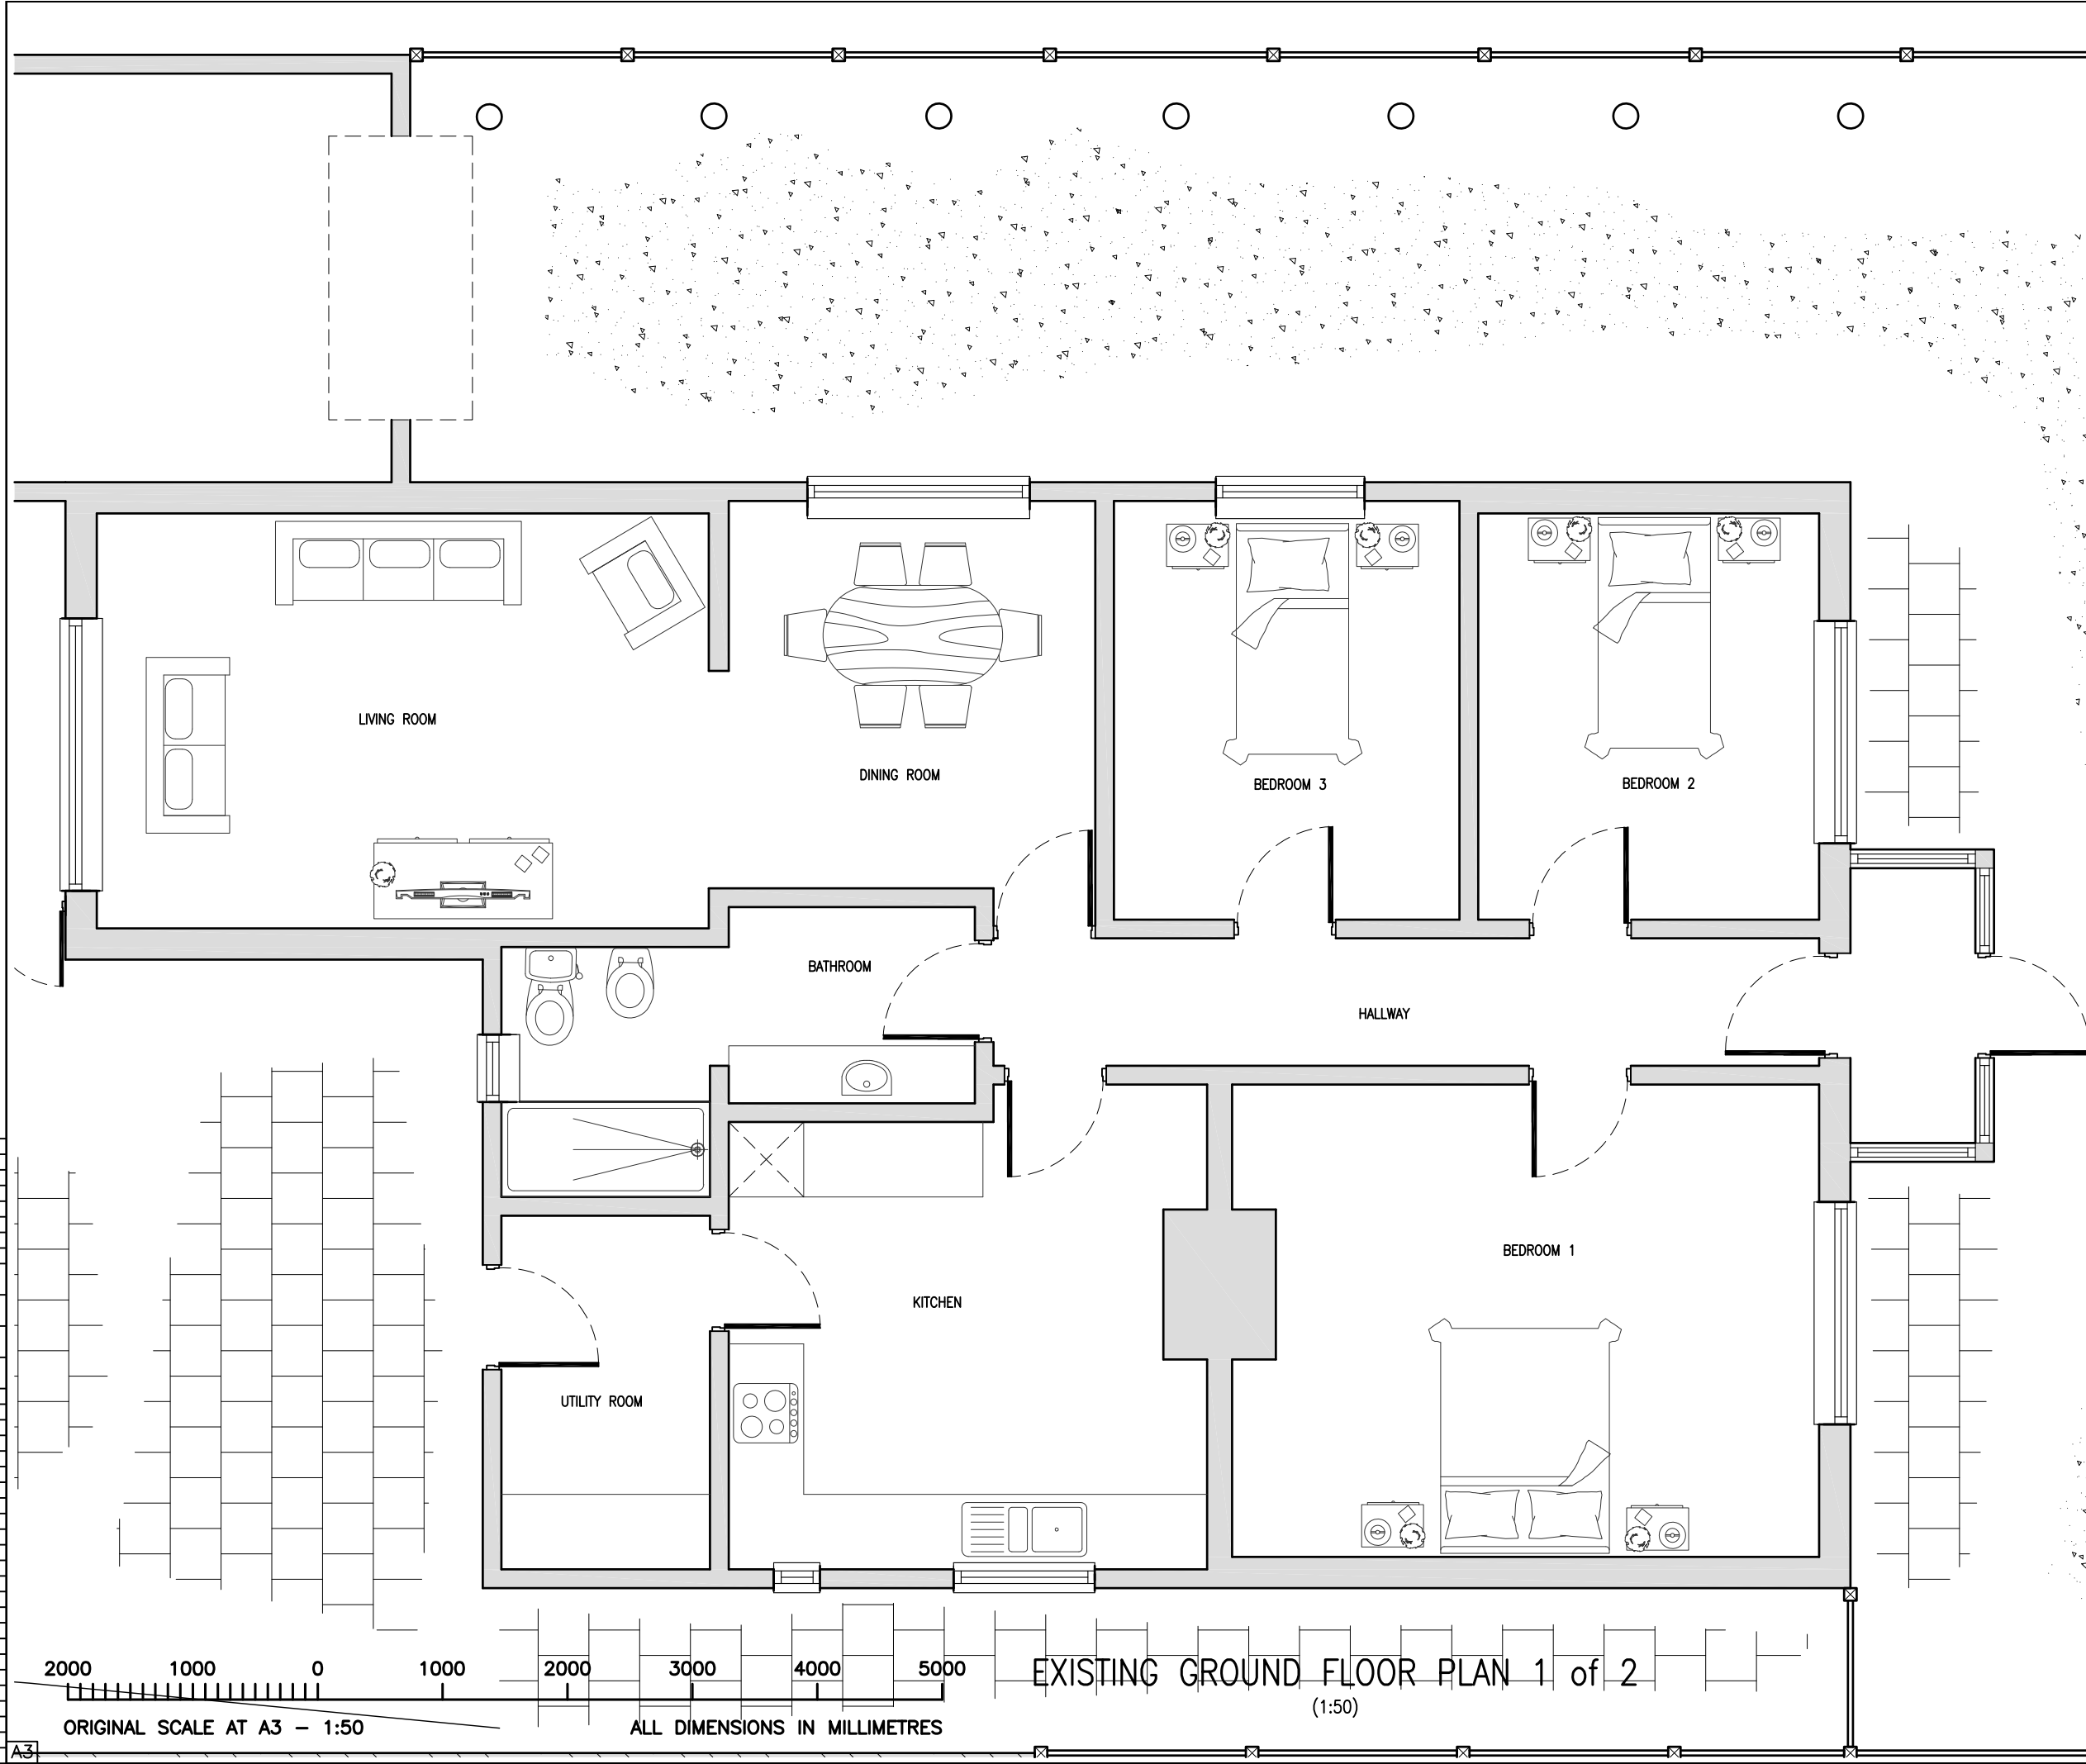 LIVING ROOM
DINING ROOM
BEDROOM 3
BEDROOM 2
BATHROOM
HALLWAY
BEDROOM 1
KITCHEN
UTILITY ROOM
2000 1000 0 1000 2000 3000 4000 5000
EXISTING GROUND FLOOR PLAN 1 of 2
(1:50)
ORIGINAL SCALE AT A3 - 1:50
ALL DIMENSIONS IN MILLIMETRES
A3